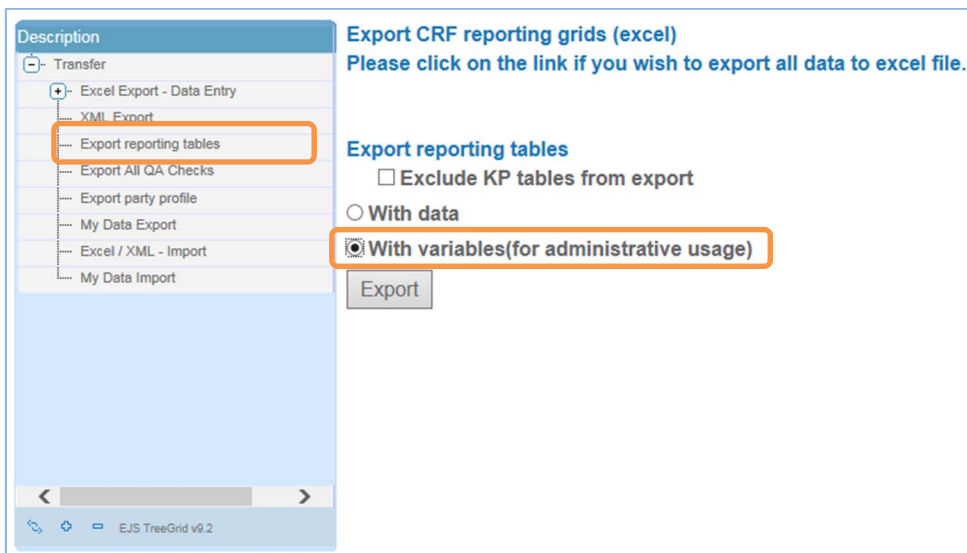 Description
Transfer
Excel Export - Data Entry
XML Export
Export reporting tables
Export All QA Checks
Export party profile
My Data Export
Excel / XML - Import
My Data Import
EJS TreeGrid v9.2
Export CRF reporting grids (excel)
Please click on the link if you wish to export all data to excel file.
Export reporting tables
Exclude KP tables from export
With data
With variables(for administrative usage)
Export